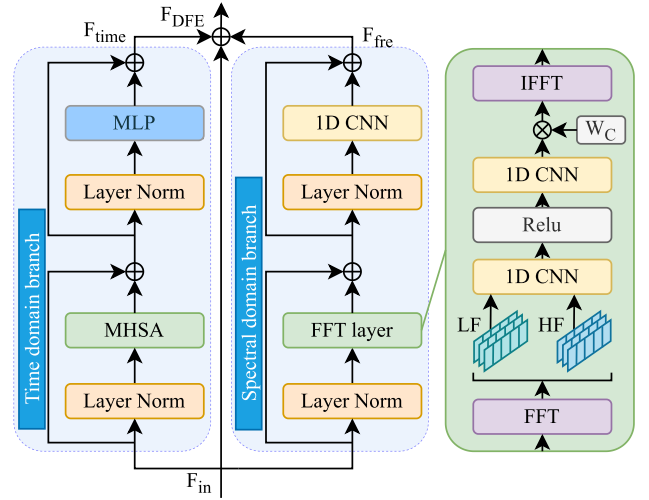 F_DFE
F_time
F_fre
MLP
Layer Norm
MHSA
Layer Norm
Time domain branch
1D CNN
Layer Norm
FFT layer
Layer Norm
Spectral domain branch
F_in
IFFT
W_C
1D CNN
Relu
1D CNN
LF
HF
FFT